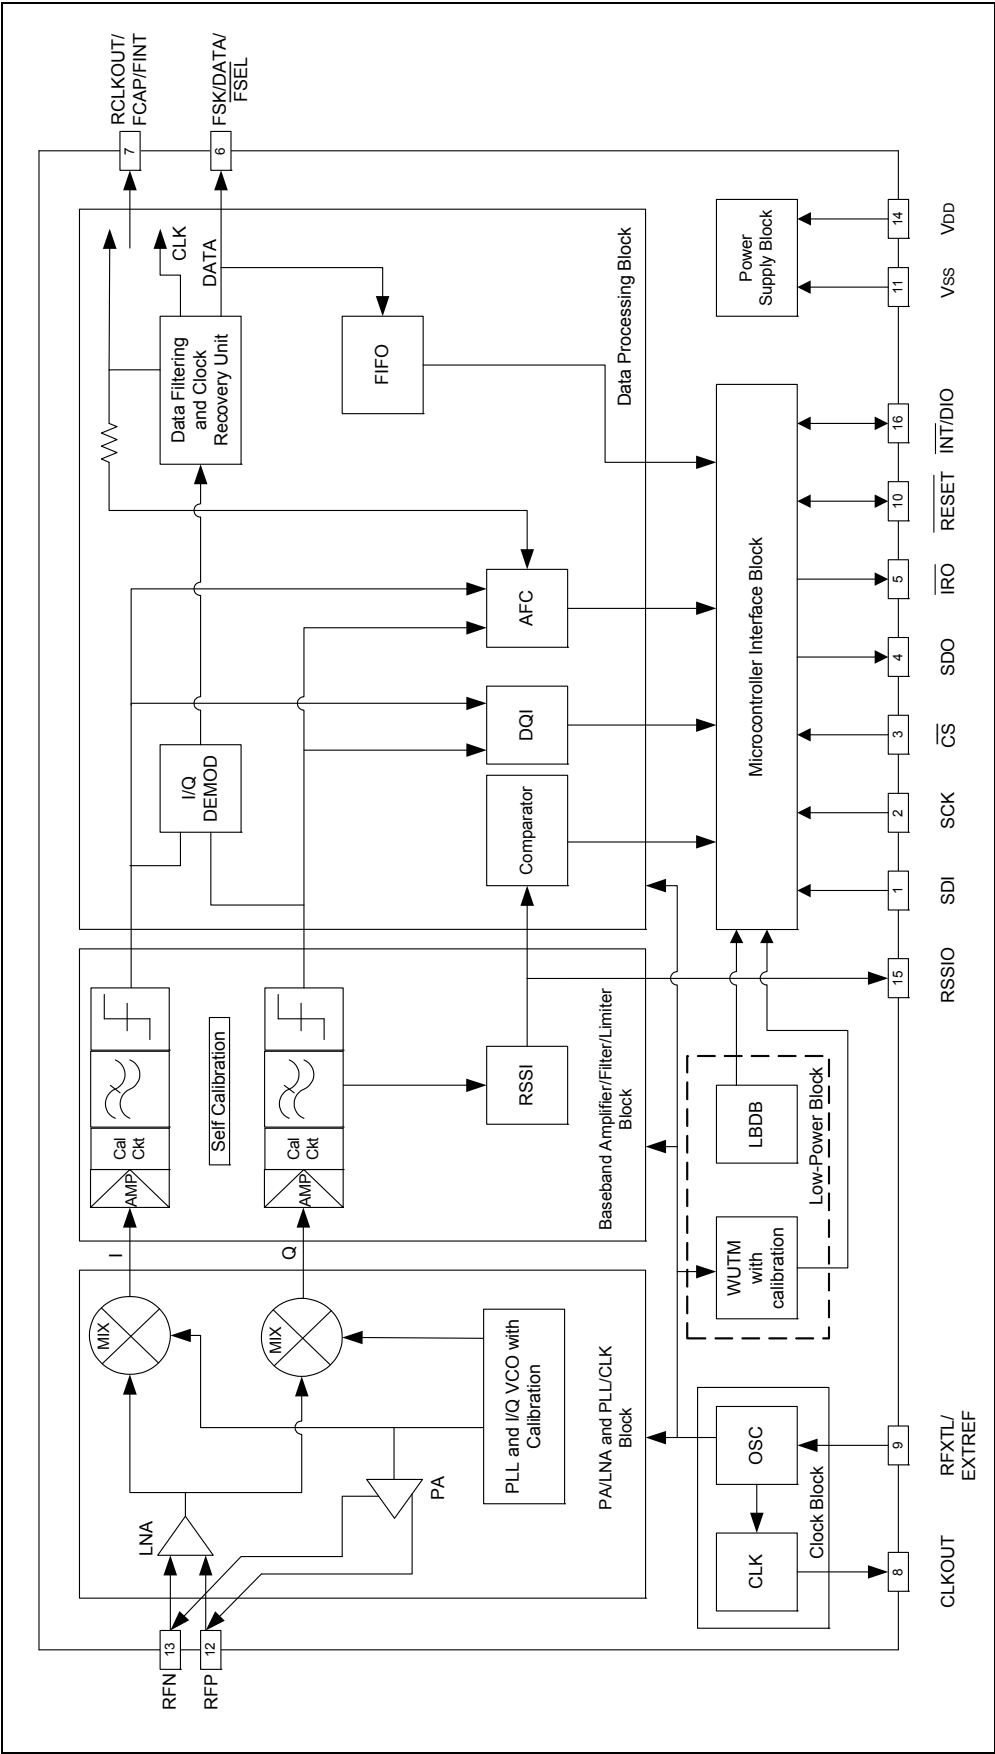 RCLKOUT/
FCAP/FINT
7
FSK/DATA/
FSEL
6
CLK
DATA
Data Filtering
and Clock
Recovery Unit
FIFO
Data Processing Block
I/Q
DEMOD
AFC
DQI
Comparator
Self Calibration
AMP
Cal
Ckt
AMP
Cal
Ckt
RSSI
Baseband Amplifier/Filter/Limiter
Block
I
Q
MIX
MIX
LNA
PA
PLL and I/Q VCO with
Calibration
PA/LNA and PLL/CLK
Block
RFN
13
RFP
12
Power
Supply Block
Microcontroller Interface Block
LBDB
WUTM
with
calibration
Low-Power Block
OSC
CLK
Clock Block
8
CLKOUT
9
RFXTL/
EXTREF
15
RSSIO
1
SDI
2
SCK
3
CS
4
SDO
5
IRO
10
RESET
16
INT/DIO
11
VSS
14
VDD